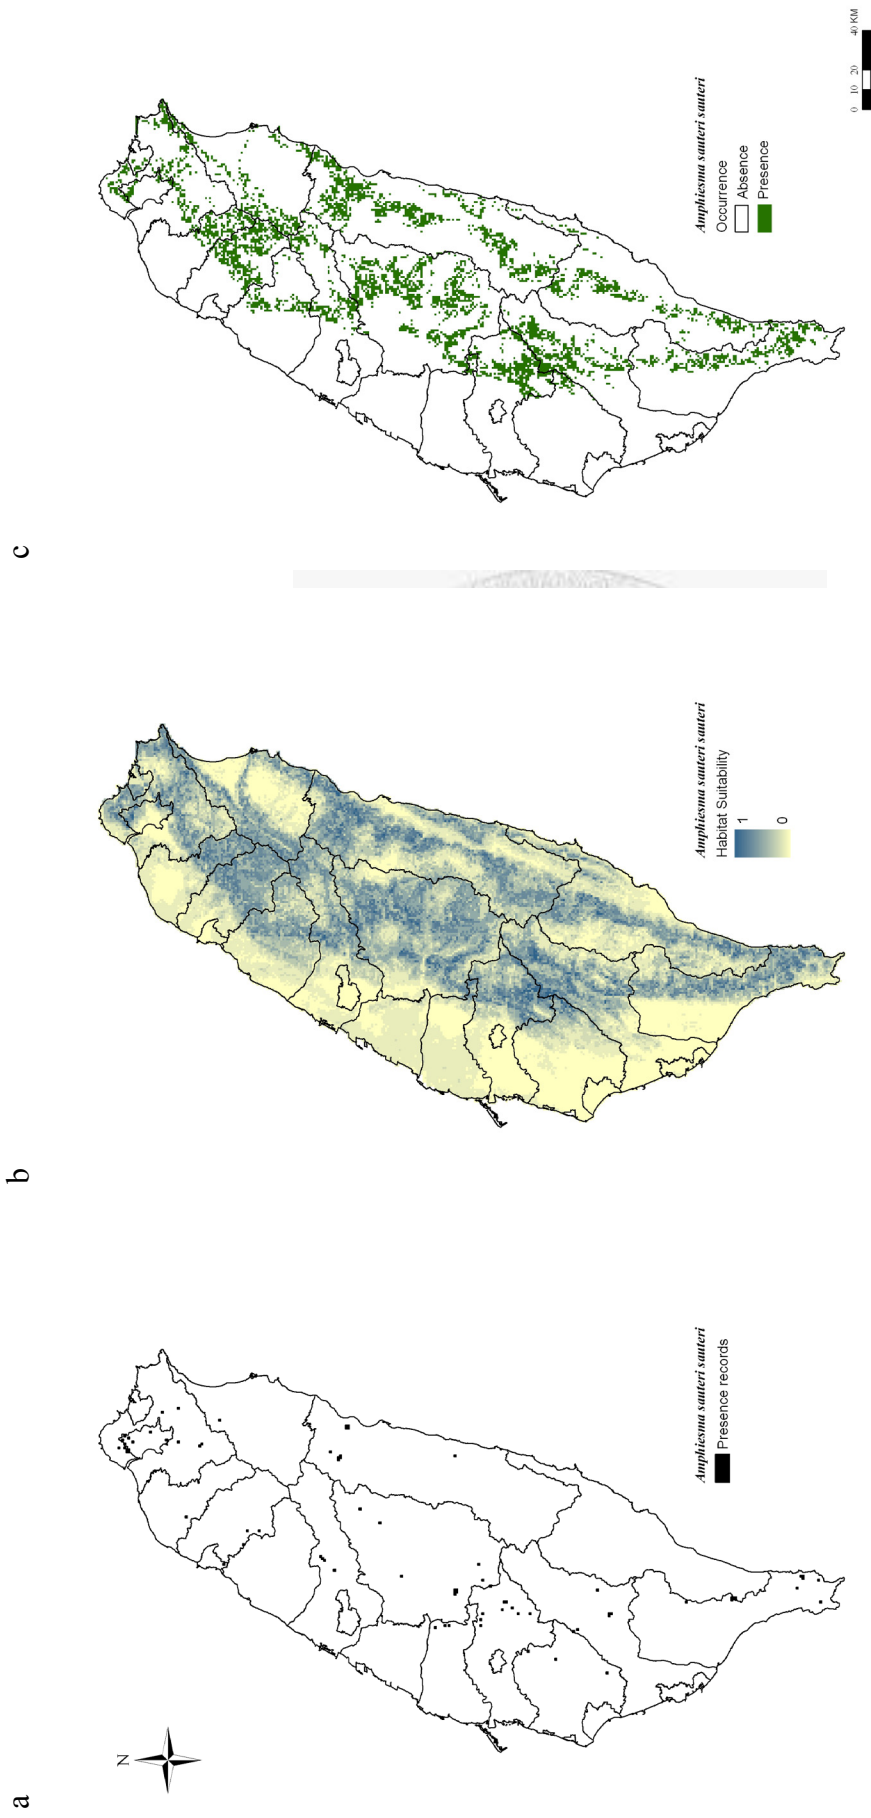 a
N
Amphiesma sauteri sauteri
Presence records
b
Amphiesma sauteri sauteri
Habitat Suitability
1
0
c
Amphiesma sauteri sauteri
Occurrence
Absence
Presence
0 10 20 40 KM